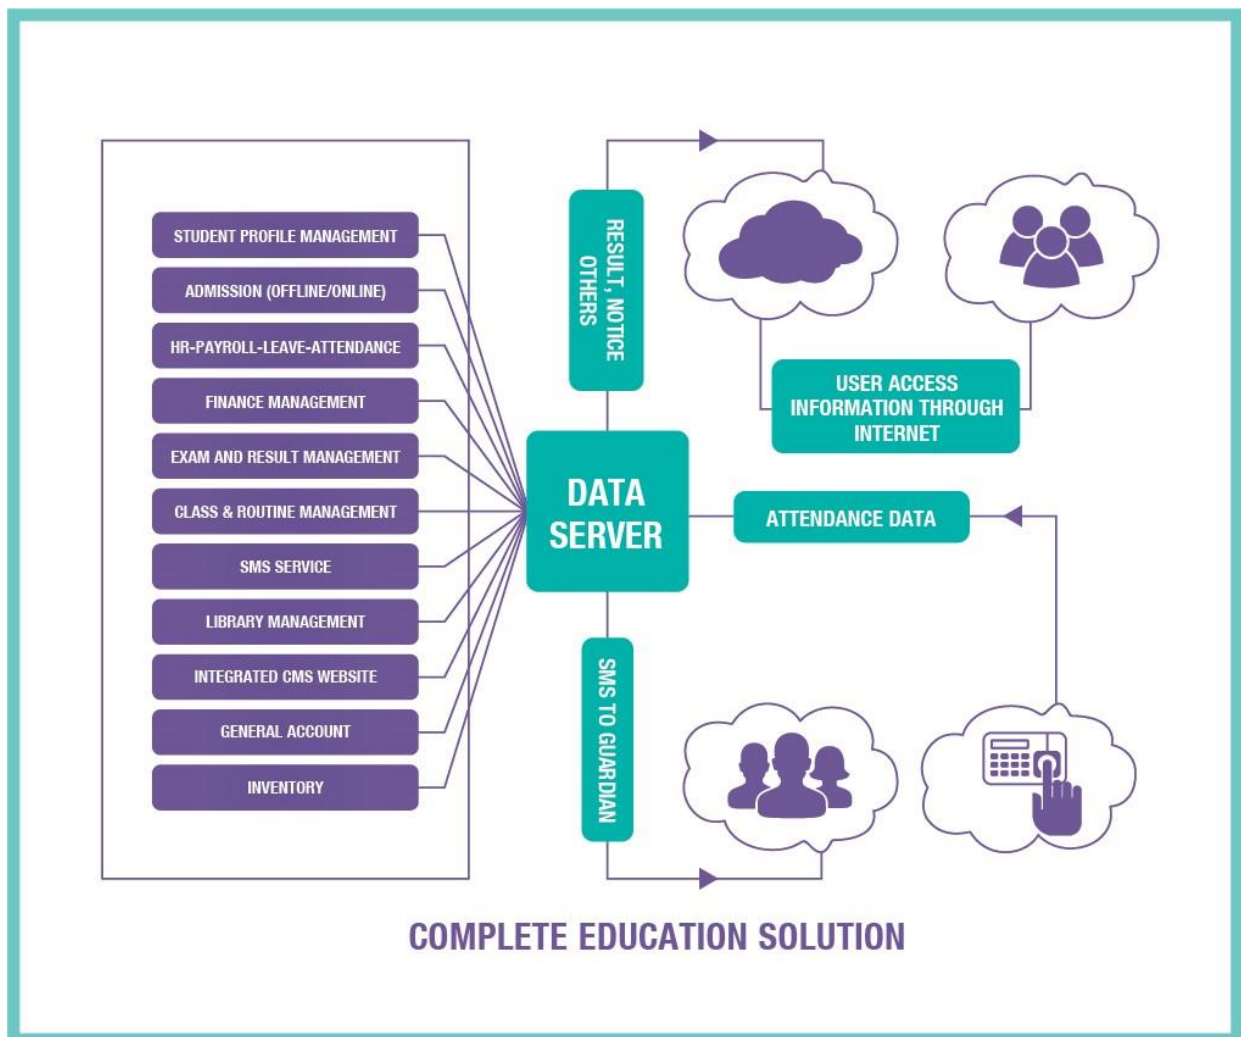 STUDENT PROFILE MANAGEMENT
ADMISSION (OFFLINE/ONLINE)
HR-PAYROLL-LEAVE-ATTENDANCE
FINANCE MANAGEMENT
EXAM AND RESULT MANAGEMENT
CLASS & ROUTINE MANAGEMENT
SMS SERVICE
LIBRARY MANAGEMENT
INTEGRATED CMS WEBSITE
GENERAL ACCOUNT
INVENTORY
RESULT, NOTICE
OTHERS
DATA
SERVER
SMS TO GUARDIAN
USER ACCESS
INFORMATION THROUGH
INTERNET
ATTENDANCE DATA
COMPLETE EDUCATION SOLUTION